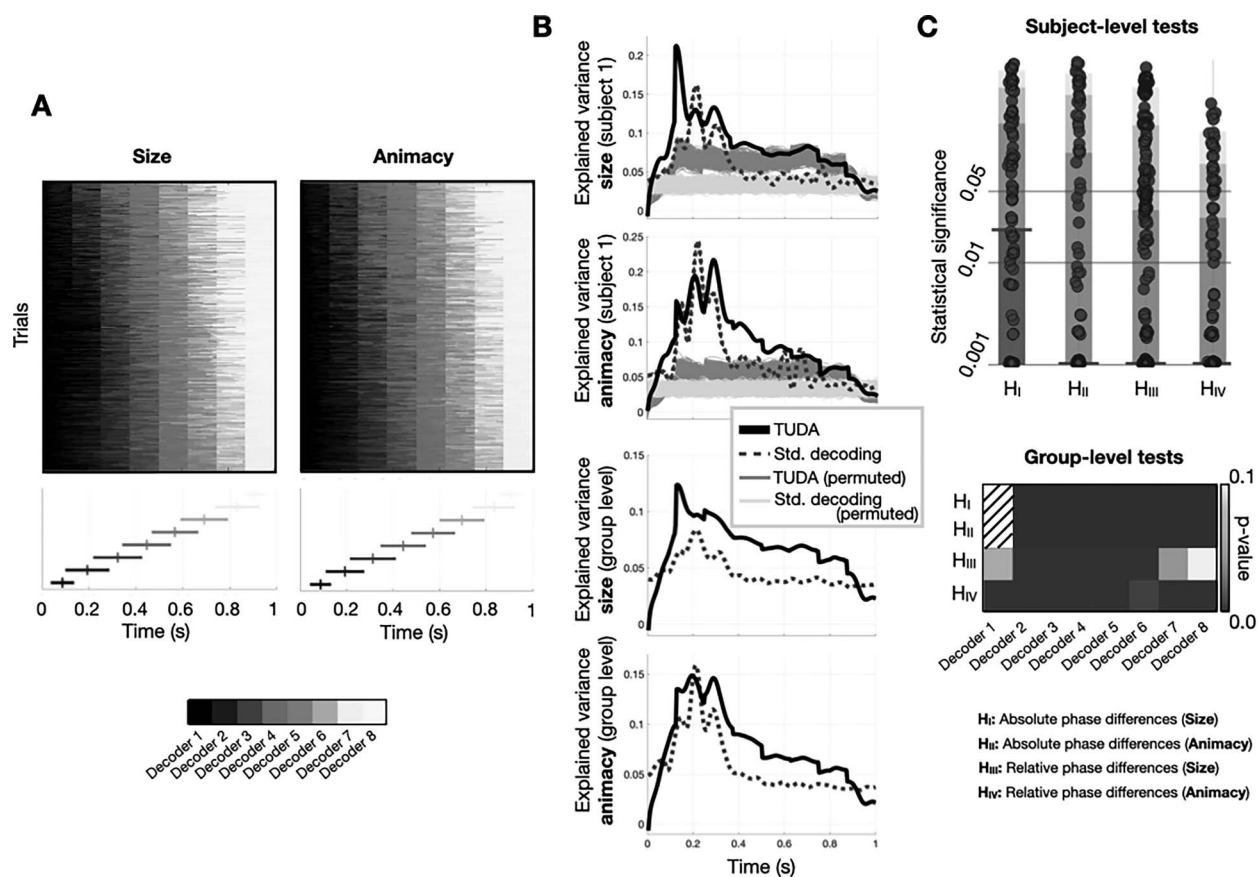 A
Size
Animacy
Trials
0 0.2 0.4 0.6 0.8 1
0 0.2 0.4 0.6 0.8 1
Time (s)
Time (s)
Decoder 1
Decoder 2
Decoder 3
Decoder 4
Decoder 5
Decoder 6
Decoder 7
Decoder 8
B
Explained variance
size (subject 1)
0.2
0.15
0.1
0.05
0
Explained variance
animacy (subject 1)
0.25
0.2
0.15
0.1
0.05
0
TUDA
Std. decoding
TUDA (permuted)
Std. decoding
(permuted)
Explained variance
size (group level)
0.15
0.1
0.05
0
Explained variance
animacy (group level)
0.15
0.1
0.05
0
0 0.2 0.4 0.6 0.8 1
Time (s)
C
Subject-level tests
Statistical significance
0.05
0.01
0.001
HI HII HIII HIV
Group-level tests
HI
HII
HIII
HIV
0.1
p-value
0.0
Decoder 1
Decoder 2
Decoder 3
Decoder 4
Decoder 5
Decoder 6
Decoder 7
Decoder 8
HI: Absolute phase differences (Size)
HII: Absolute phase differences (Animacy)
HIII: Relative phase differences (Size)
HIV: Relative phase differences (Animacy)